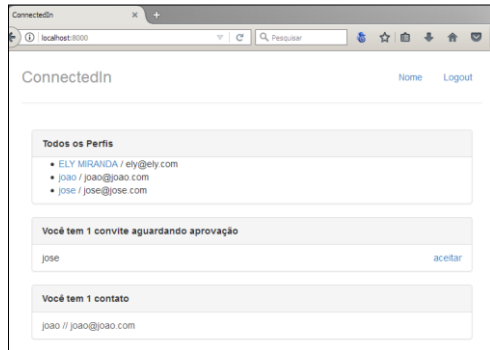 ConnectedIn
localhost:8000
Pesquisar
ConnectedIn
Nome Logout
Todos os Perfis
ELY MIRANDA / ely@ely.com
joao / joao@joao.com
jose / jose@jose.com
Você tem 1 convite aguardando aprovação
jose aceitar
Você tem 1 contato
joao // joao@joao.com